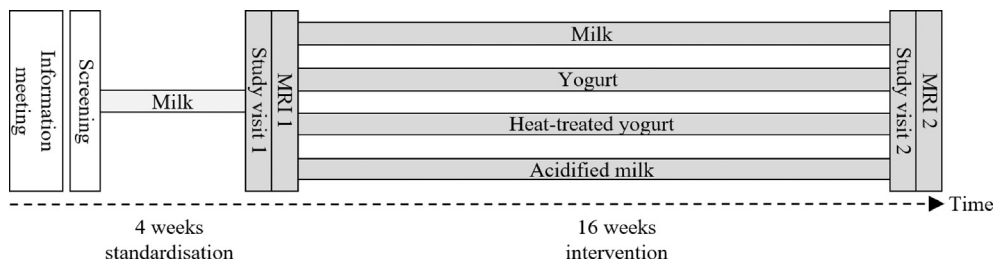 Information
meeting
Screening
Milk
Study visit 1
MRI 1
Milk
Yogurt
Heat-treated yogurt
Acidified milk
Study visit 2
MRI 2
Time
4 weeks
standardisation
16 weeks
intervention